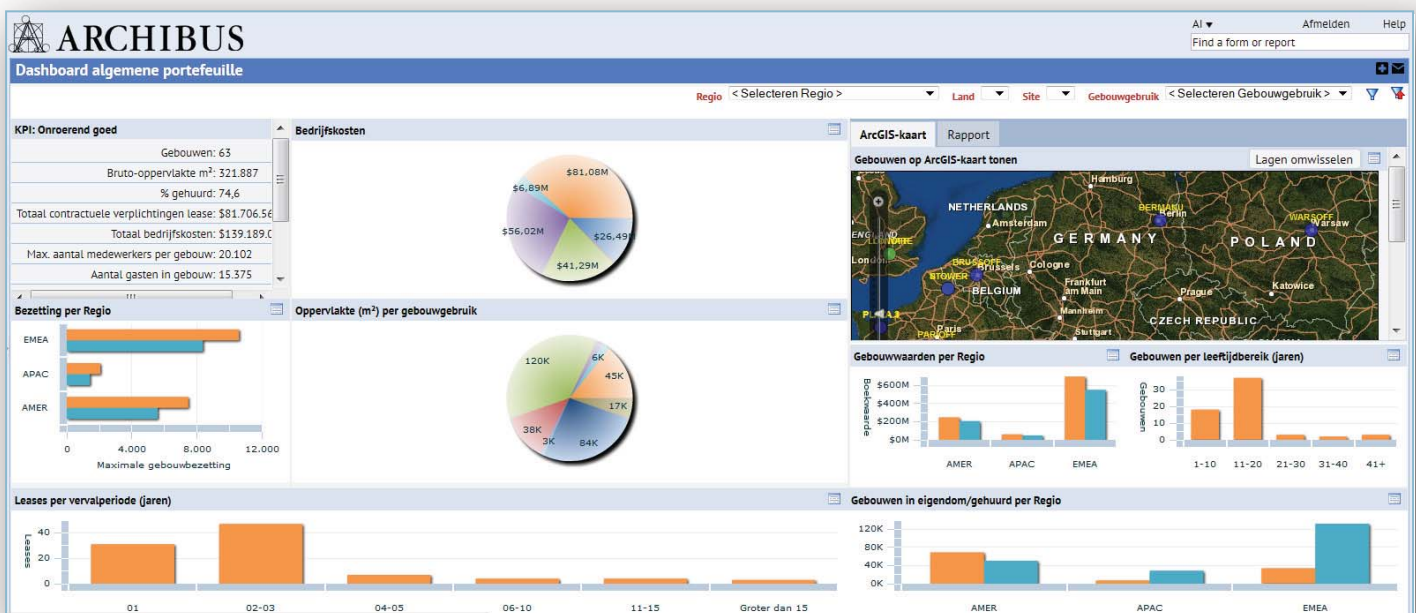 ARCHIBUS
AI
Afmelden
Help
Find a form or report
Dashboard algemene portefeuille
Regio < Selecteren Regio >
Land
Site
Gebouwgebruik < Selecteren Gebouwgebruik >
KPI: Onroerend goed
Gebouwen: 63
Bruto-oppervlakte m²: 321.887
% gehuurd: 74,6
Totaal contractuele verplichtingen lease: $81.706.56
Totaal bedrijfskosten: $139.189.0
Max. aantal medewerkers per gebouw: 20.102
Aantal gasten in gebouw: 15.375
Bedrijfskosten
$81,08M
$6,89M
$56,02M
$26,49M
$41,29M
ArcGIS-kaart
Rapport
Gebouwen op ArcGIS-kaart tonen
Lagen omwisselen
Hamburg
NETHERLANDS
Amsterdam
BERMANU
Berlin
WARSOFF
Warsaw
GERMANY
POLAND
London
BRUSSOFF
Brussels
Cologne
BTOWER
BELGIUM
Frankfurt
am Main
Prague
Katowice
Mannheim
CZECH REPUBLIC
Paris
PAROFF
Stuttgart
Bezetting per Regio
EMEA
APAC
AMER
0
4.000
8.000
12.000
Maximale gebouwbezetting
Oppervlakte (m²) per gebouwgebruik
120K
6K
45K
17K
84K
3K
38K
Gebouwwaarden per Regio
Boekwaarde
$600M
$400M
$200M
$0M
AMER
APAC
EMEA
Gebouwen per leeftijdbereik (jaren)
Gebouwen
30
20
10
0
1-10
11-20
21-30
31-40
41+
Leases per vervalperiode (jaren)
Leases
40
20
0
01
02-03
04-05
06-10
11-15
Groter dan 15
Gebouwen in eigendom/gehuurd per Regio
120K
80K
40K
0K
AMER
APAC
EMEA